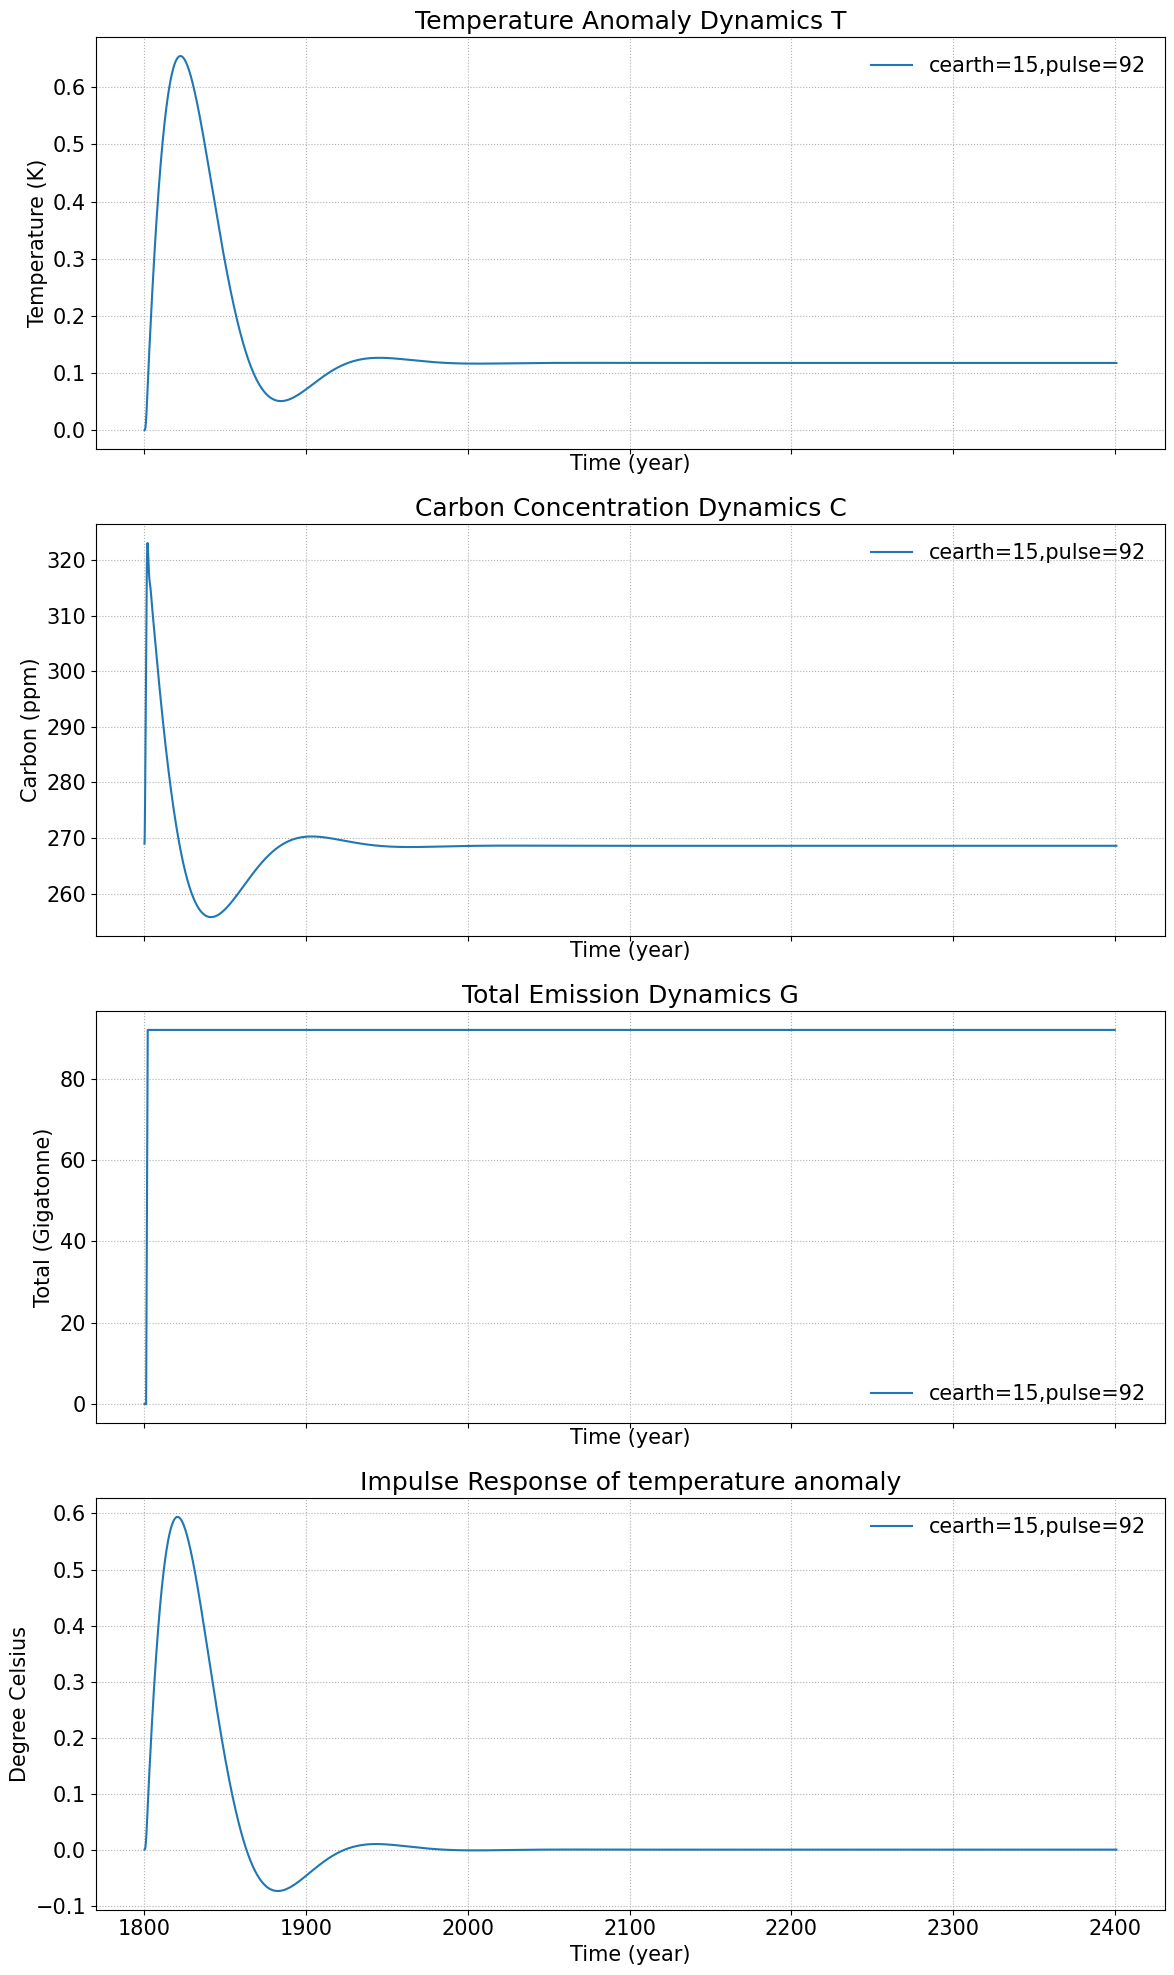 Temperature Anomaly Dynamics T
cearth=15,pulse=92
Temperature (K)
0.6
0.5
0.4
0.3
0.2
0.1
0.0
Time (year)
Carbon Concentration Dynamics C
cearth=15,pulse=92
Carbon (ppm)
320
310
300
290
280
270
260
Time (year)
Total Emission Dynamics G
Total (Gigatonne)
80
60
40
20
0
cearth=15,pulse=92
Time (year)
Impulse Response of temperature anomaly
cearth=15,pulse=92
Degree Celsius
0.6
0.5
0.4
0.3
0.2
0.1
0.0
−0.1
1800 1900 2000 2100 2200 2300 2400
Time (year)